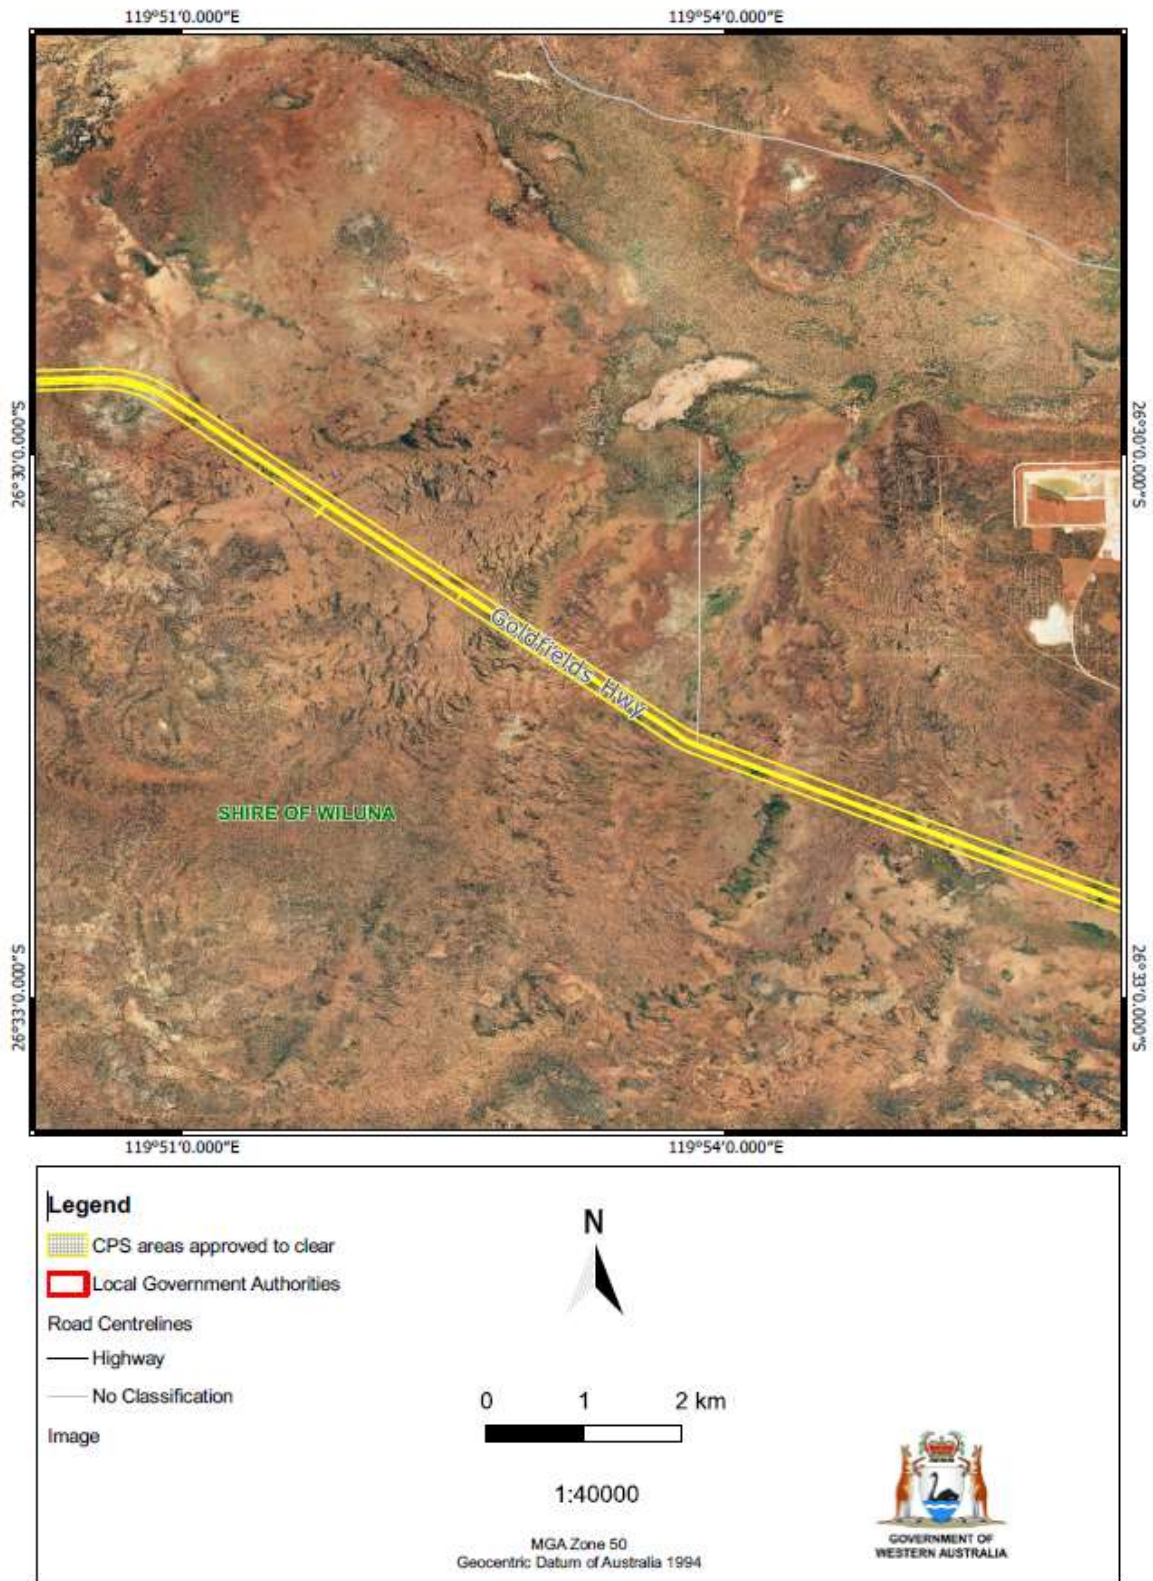 119°51'0.000"E
119°54'0.000"E
26°30'0.000"S
26°30'0.000"S
Goldfields Hwy
SHIRE OF WILUNA
26°33'0.000"S
26°33'0.000"S
119°51'0.000"E
119°54'0.000"E
Legend
CPS areas approved to clear
Local Government Authorities
Road Centrelines
Highway
No Classification
Image
N
0 1 2 km
1:40000
MGA Zone 50
Geocentric Datum of Australia 1994
GOVERNMENT OF
WESTERN AUSTRALIA